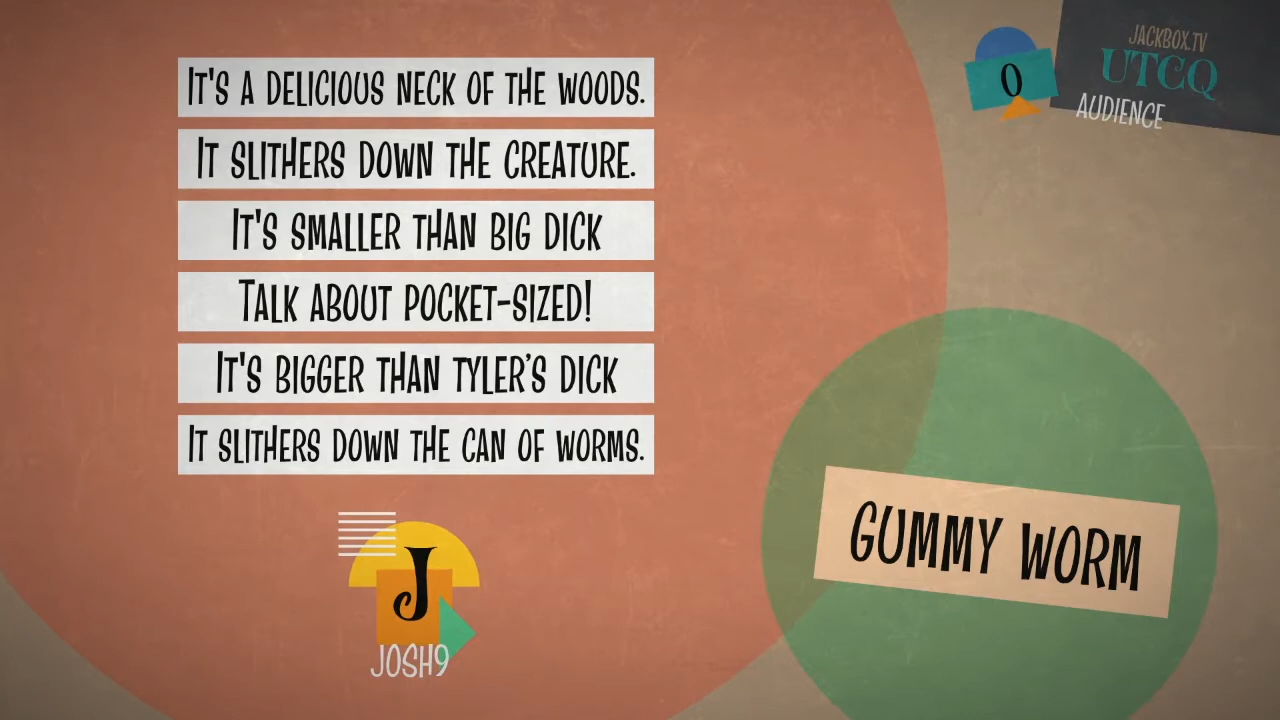 IT'S A DELICIOUS NECK OF THE WOODS.
IT SLITHERS DOWN THE CREATURE.
IT'S SMALLER THAN BIG DICK
TALK ABOUT POCKET-SIZED!
IT'S BIGGER THAN TYLER'S DICK
IT SLITHERS DOWN THE CAN OF WORMS.
J
JOSH9
0
JACKBOX.TV
UTCQ
AUDIENCE
GUMMY WORM